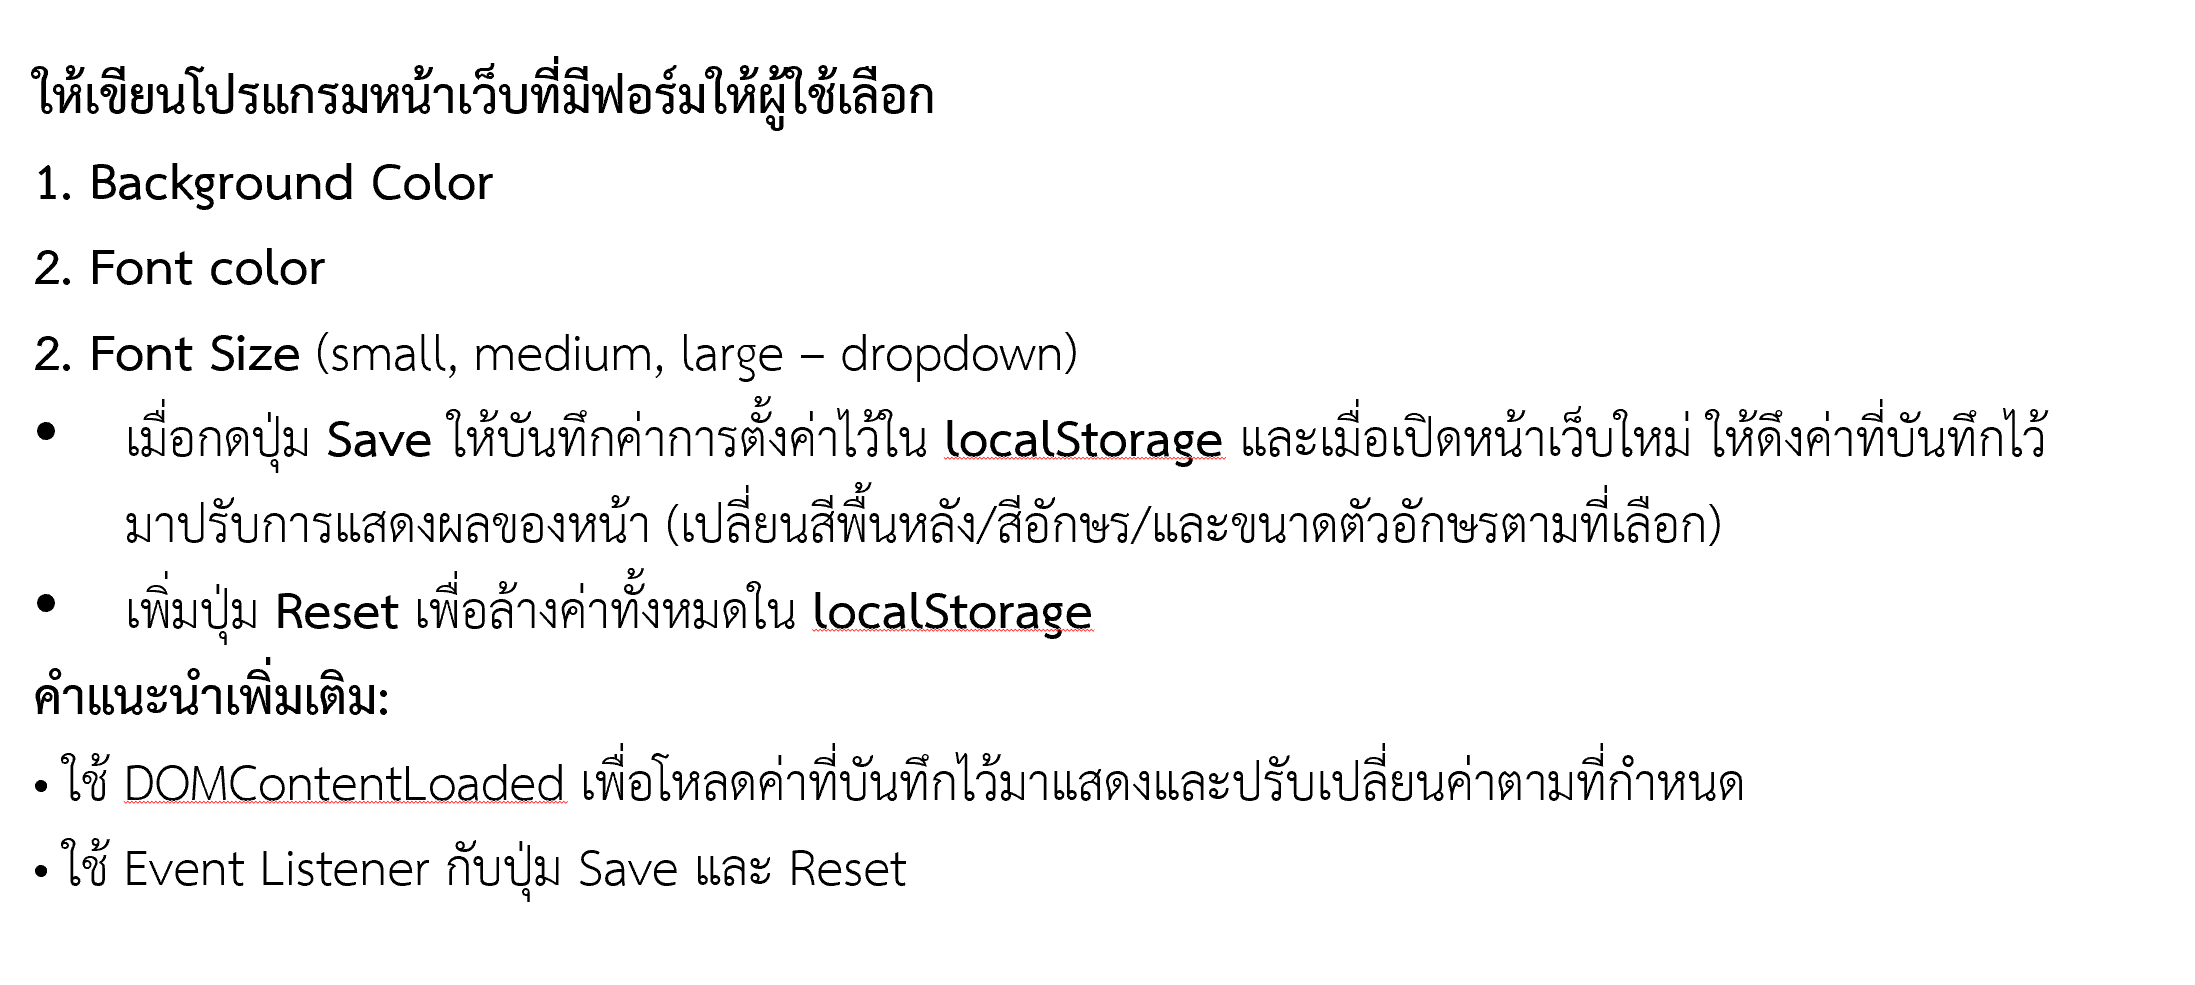 ให้เขียนโปรแกรมหน้าเว็บที่มีฟอร์มให้ผู้ใช้เลือก
1. Background Color
2. Font color
2. Font Size (small, medium, large – dropdown)
• เมื่อกดปุ่ม Save ให้บันทึกค่าการตั้งค่าไว้ใน localStorage และเมื่อเปิดหน้าเว็บใหม่ ให้ดึงค่าที่บันทึกไว้
มาปรับการแสดงผลของหน้า (เปลี่ยนสีพื้นหลัง/สีอักษร/และขนาดตัวอักษรตามที่เลือก)
• เพิ่มปุ่ม Reset เพื่อล้างค่าทั้งหมดใน localStorage
คำแนะนำเพิ่มเติม:
• ใช้ DOMContentLoaded เพื่อโหลดค่าที่บันทึกไว้มาแสดงและปรับเปลี่ยนค่าตามที่กำหนด
• ใช้ Event Listener กับปุ่ม Save และ Reset